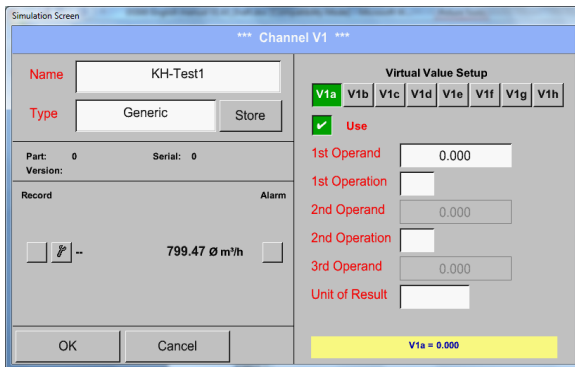 Simulation Screen
*** Channel V1 ***
Name KH-Test1
Type Generic Store
Part: 0 Serial: 0
Version:
Record Alarm
-- 799.47 Ø m³/h
OK Cancel
Virtual Value Setup
V1a V1b V1c V1d V1e V1f V1g V1h
Use
1st Operand 0.000
1st Operation
2nd Operand 0.000
2nd Operation
3rd Operand 0.000
Unit of Result
V1a = 0.000